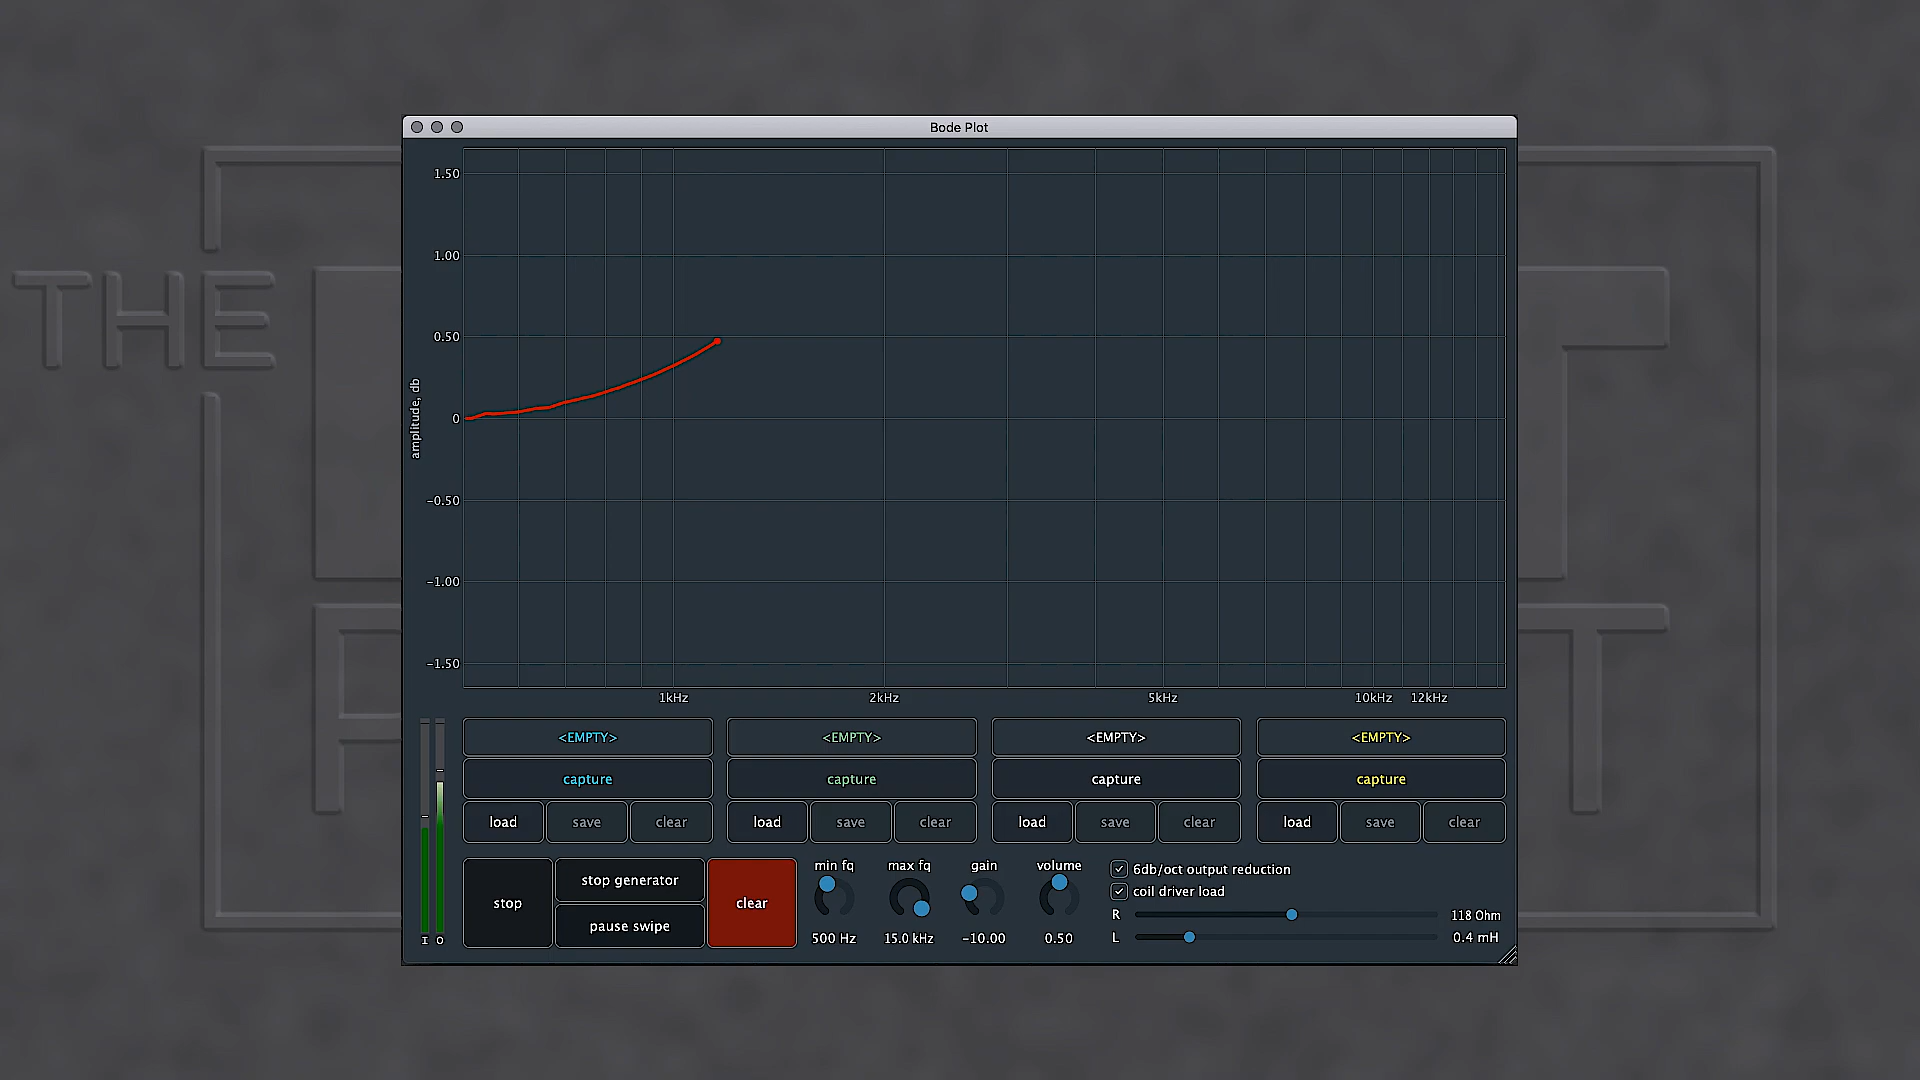 Bode Plot
THE
1.50
1.00
0.50
0
-0.50
-1.00
-1.50
amplitude, db
1kHz 2kHz 5kHz 10kHz 12kHz
<EMPTY> <EMPTY> <EMPTY> <EMPTY>
capture capture capture capture
load save clear load save clear load save clear load save clear
stop
stop generator
pause swipe
clear
min fq max fq gain volume
500 Hz 15.0 kHz -10.00 0.50
6db/oct output reduction
coil driver load
R 118 Ohm
L 0.4 mH
I O